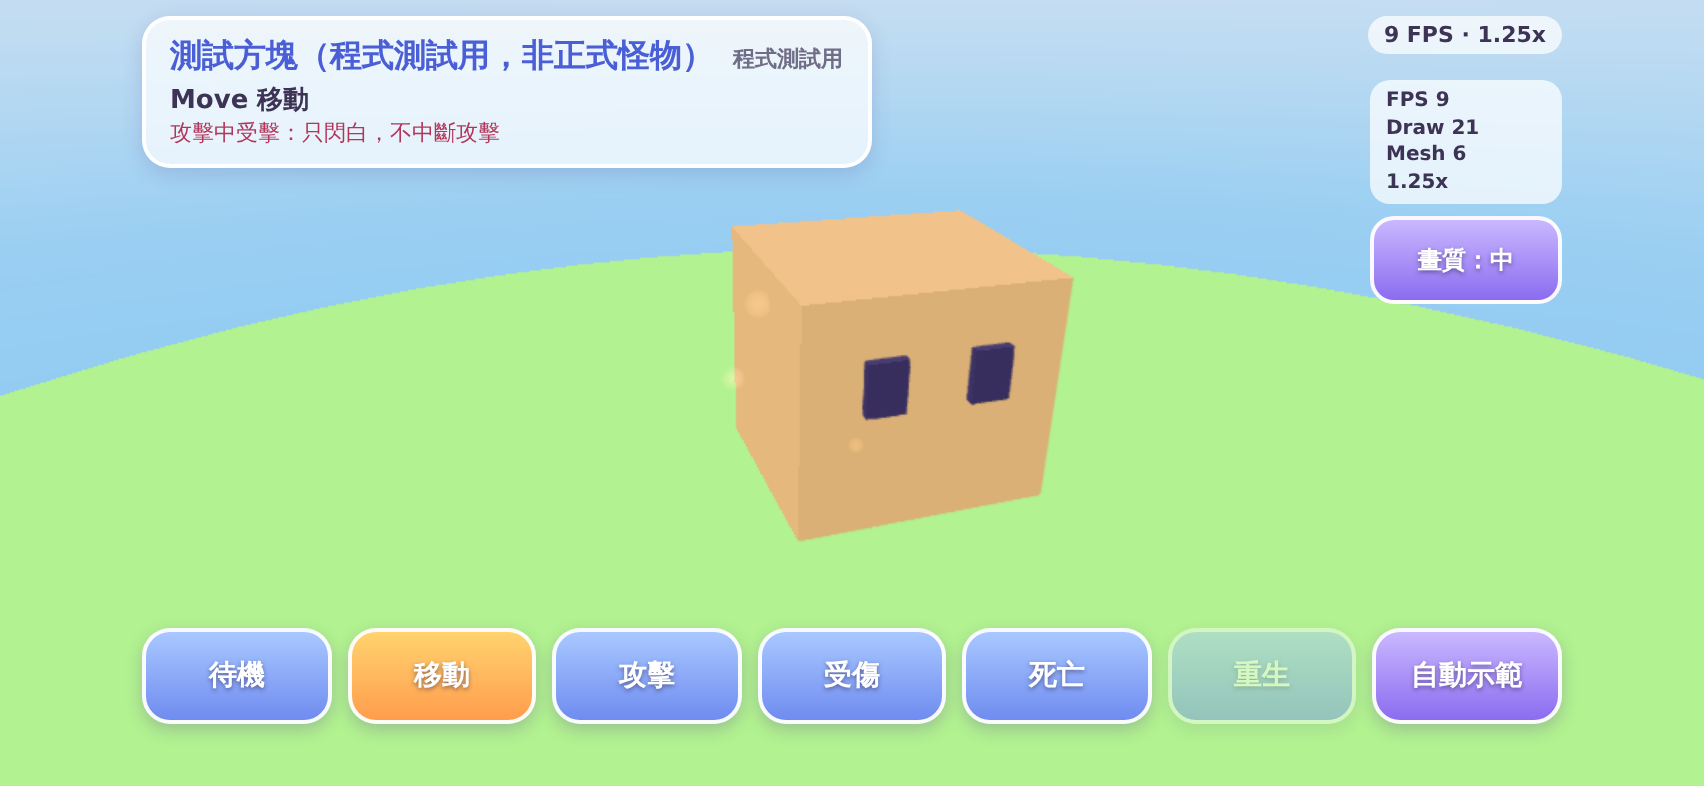 測試方塊（程式測試用，非正式怪物） 程式測試用
Move 移動
攻擊中受擊：只閃白，不中斷攻擊
9 FPS · 1.25x
FPS 9
Draw 21
Mesh 6
1.25x
畫質：中
待機
移動
攻擊
受傷
死亡
重生
自動示範